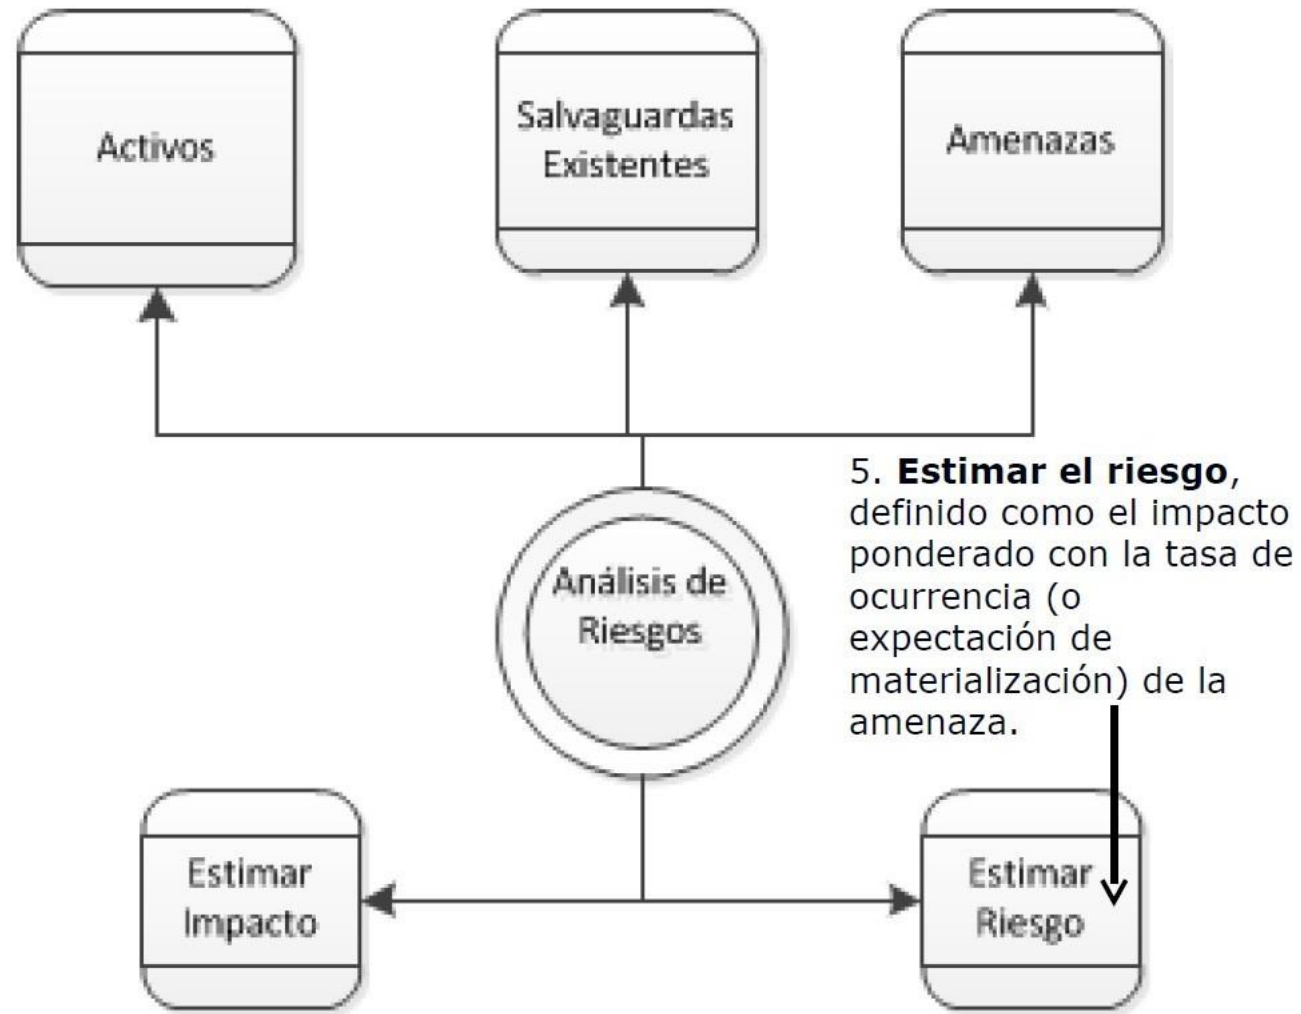 Activos
Salvaguardas
Existentes
Amenazas
5. Estimar el riesgo,
definido como el impacto
ponderado con la tasa de
ocurrencia (o
expectación de
materialización) de la
amenaza.
Análisis de
Riesgos
Estimar
Impacto
Estimar
Riesgo